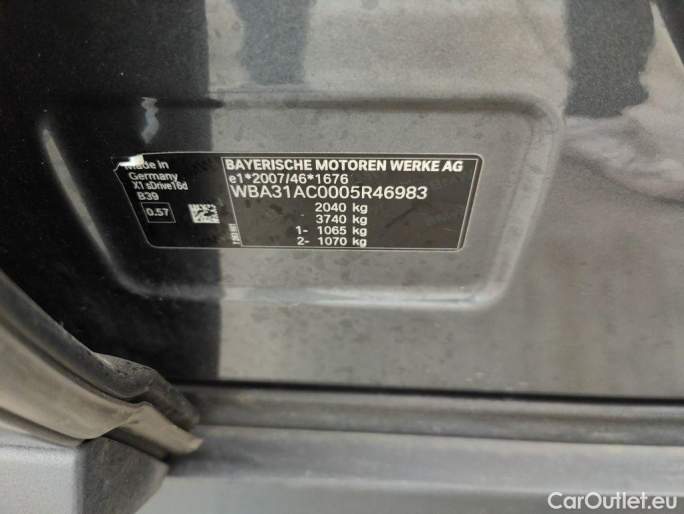 Made in
Germany
X1 sDrive16d
B39
0.57
BAYERISCHE MOTOREN WERKE AG
e1*2007/46*1676
WBA31AC0005R46983
2040 kg
3740 kg
1- 1065 kg
2- 1070 kg
CarOutlet.eu